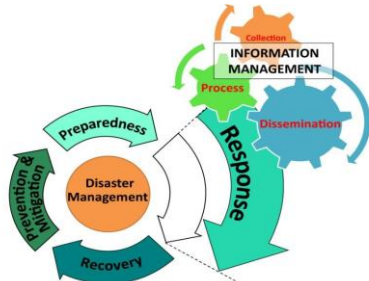 Collection
INFORMATION
MANAGEMENT
Process
Dissemination
Preparedness
Response
Prevention &
Mitigation
Disaster
Management
Recovery